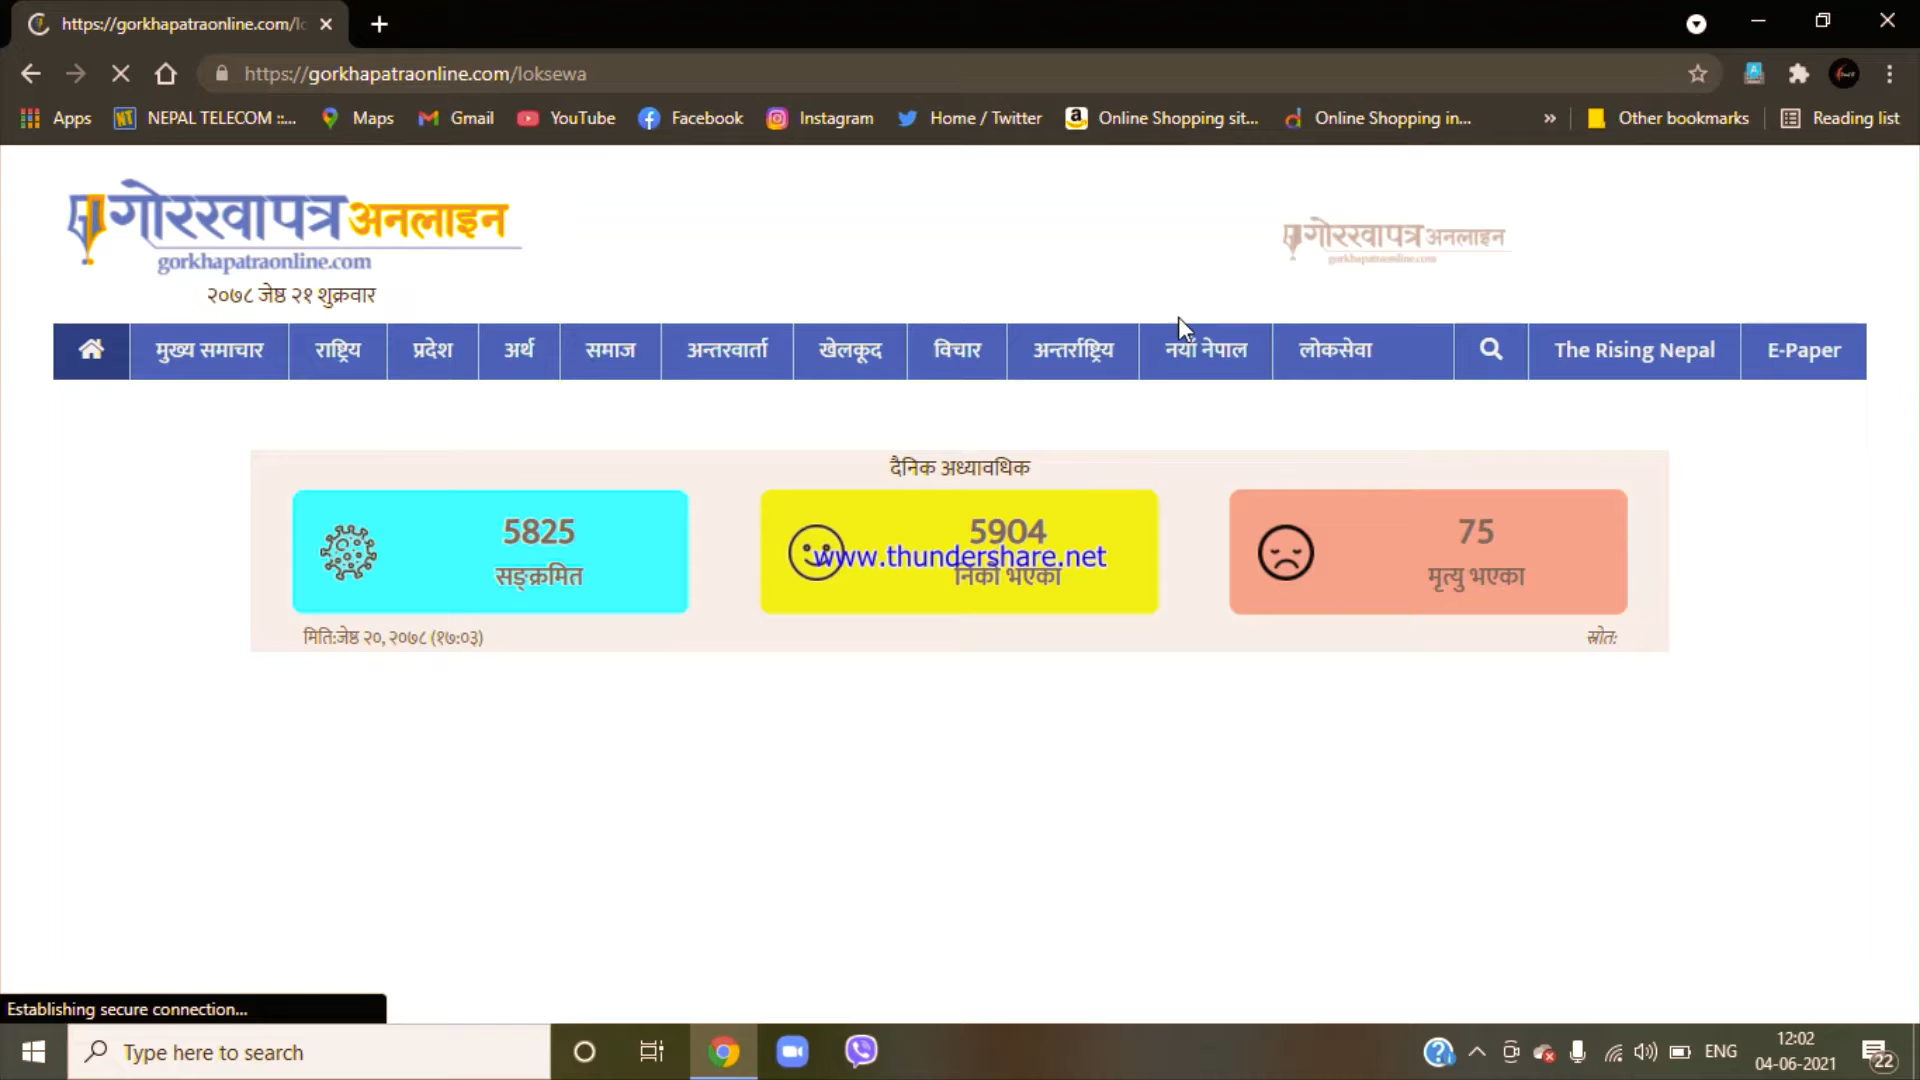 https://gorkhapatraonline.com/lo
https://gorkhapatraonline.com/loksewa
Apps NEPAL TELECOM ::... Maps Gmail YouTube Facebook Instagram Home / Twitter Online Shopping sit... Online Shopping in... » Other bookmarks Reading list
गोरखापत्र अनलाइन
gorkhapatraonline.com
गोरखापत्र अनलाइन
gorkhapatraonline.com
२०७८ जेष्ठ २१ शुक्रवार
मुख्य समाचार राष्ट्रिय प्रदेश अर्थ समाज अन्तरवार्ता खेलकूद विचार अन्तर्राष्ट्रिय नयाँ नेपाल लोकसेवा The Rising Nepal E-Paper
दैनिक अध्यावधिक
5825
सङ्क्रमित
5904
निको भएका
75
मृत्यु भएका
www.thundershare.net
मिति:जेष्ठ २०, २०७८ (१७:०३)
स्रोत:
Establishing secure connection...
Type here to search
ENG
12:02
04-06-2021
22